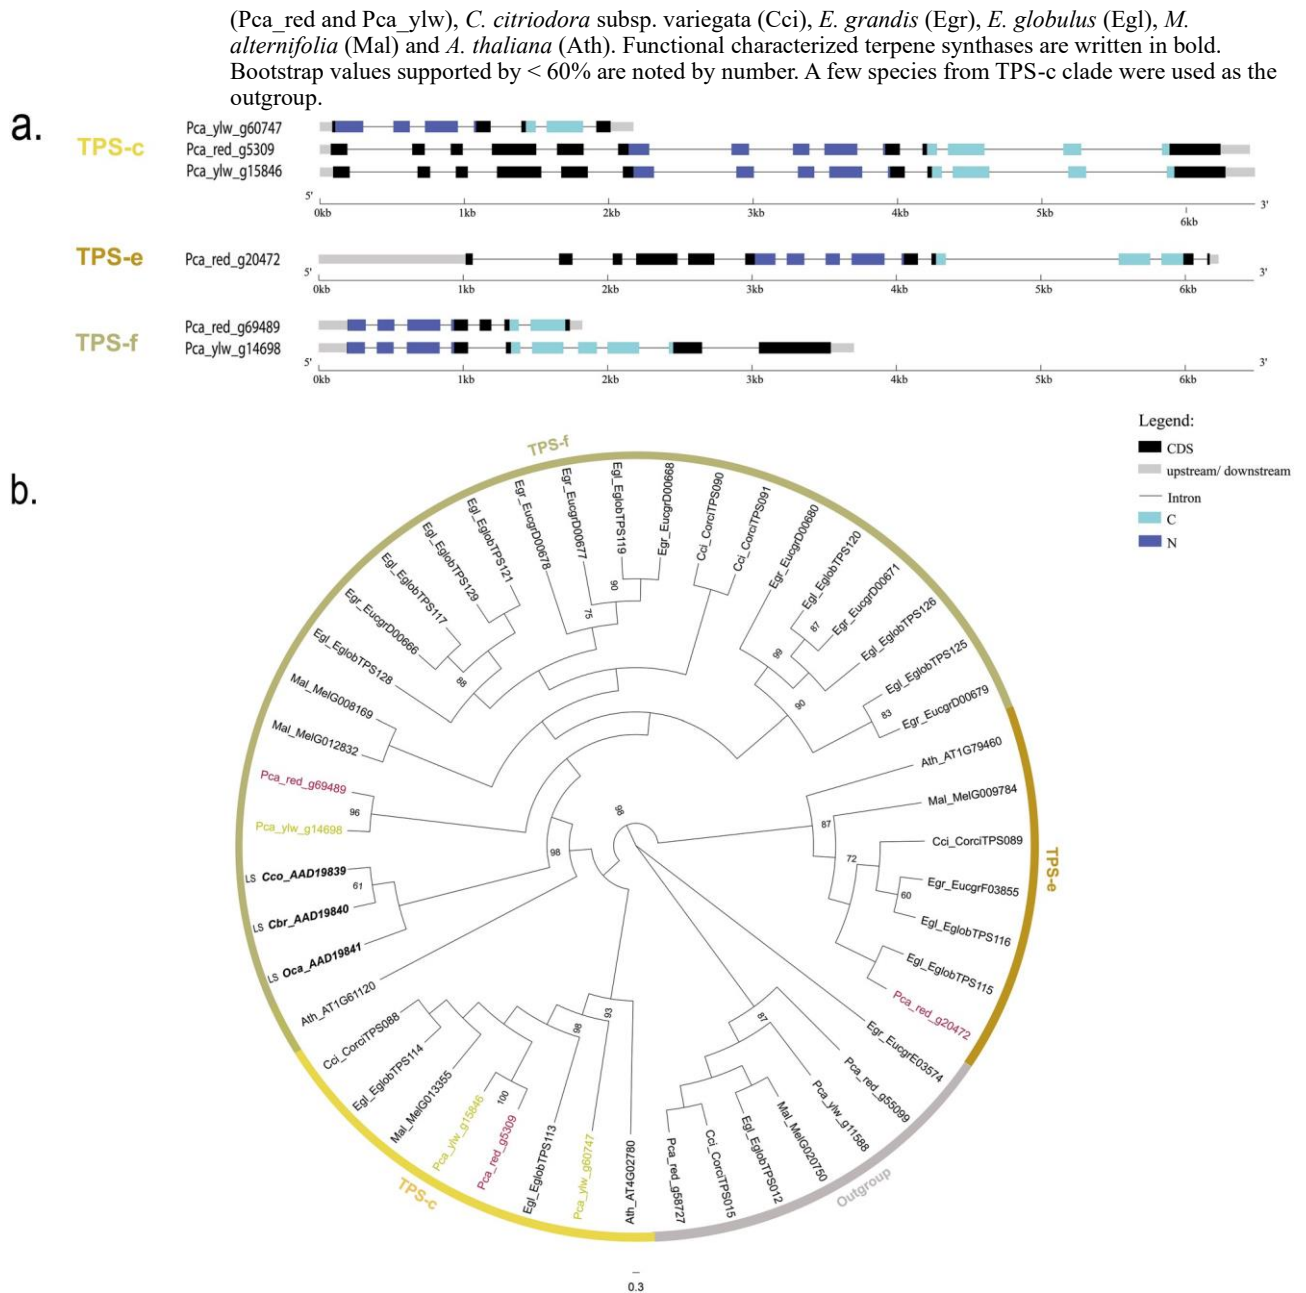 (Pca_red and Pca_ylw), C. citriodora subsp. variegata (Cci), E. grandis (Egr), E. globulus (Egl), M.
alternifolia (Mal) and A. thaliana (Ath). Functional characterized terpene synthases are written in bold.
Bootstrap values supported by < 60% are noted by number. A few species from TPS-c clade were used as the
outgroup.
a.
TPS-c
Pca_ylw_g60747
Pca_red_g5309
Pca_ylw_g15846
5'
3'
0kb 1kb 2kb 3kb 4kb 5kb 6kb
TPS-e
Pca_red_g20472
5'
3'
0kb 1kb 2kb 3kb 4kb 5kb 6kb
TPS-f
Pca_red_g69489
Pca_ylw_g14698
5'
3'
0kb 1kb 2kb 3kb 4kb 5kb 6kb
Legend:
CDS
upstream/ downstream
Intron
C
N
b.
TPS-f
Ath_AT1G61120
LS Oca_AAD19841
LS Cbr_AAD19840
LS Cco_AAD19839
Pca_ylw_g14698
Pca_red_g69489
Mal_MelG012832
Mal_MelG008169
Egl_EglobTPS128
Egr_EucgrD00666
Egl_EglobTPS117
Egl_EglobTPS129
Egl_EglobTPS121
Egr_EucgrD00678
Egr_EucgrD00677
Egl_EglobTPS119
Egr_EucgrD00668
Cci_CorciTPS090
Cci_CorciTPS091
Egr_EucgrD00680
Egl_EglobTPS120
Egr_EucgrD00671
Egl_EglobTPS126
Egl_EglobTPS125
Egr_EucgrD00679
TPS-e
Ath_AT1G79460
Mal_MelG009784
Cci_CorciTPS089
Egr_EucgrF03855
Egl_EglobTPS116
Egl_EglobTPS115
Pca_red_g20472
Outgroup
Egr_EucgrE03574
Pca_red_g55099
Pca_ylw_g11588
Mal_MelG020750
Egl_EglobTPS012
Cci_CorciTPS015
Pca_red_g58727
TPS-c
Ath_AT4G02780
Pca_ylw_g60747
Egl_EglobTPS113
Pca_red_g5309
Pca_ylw_g15846
Mal_MelG013355
Egl_EglobTPS114
Cci_CorciTPS088
61
96
88
75
90
99
87
90
83
98
98
87
72
60
87
93
98
100
0.3